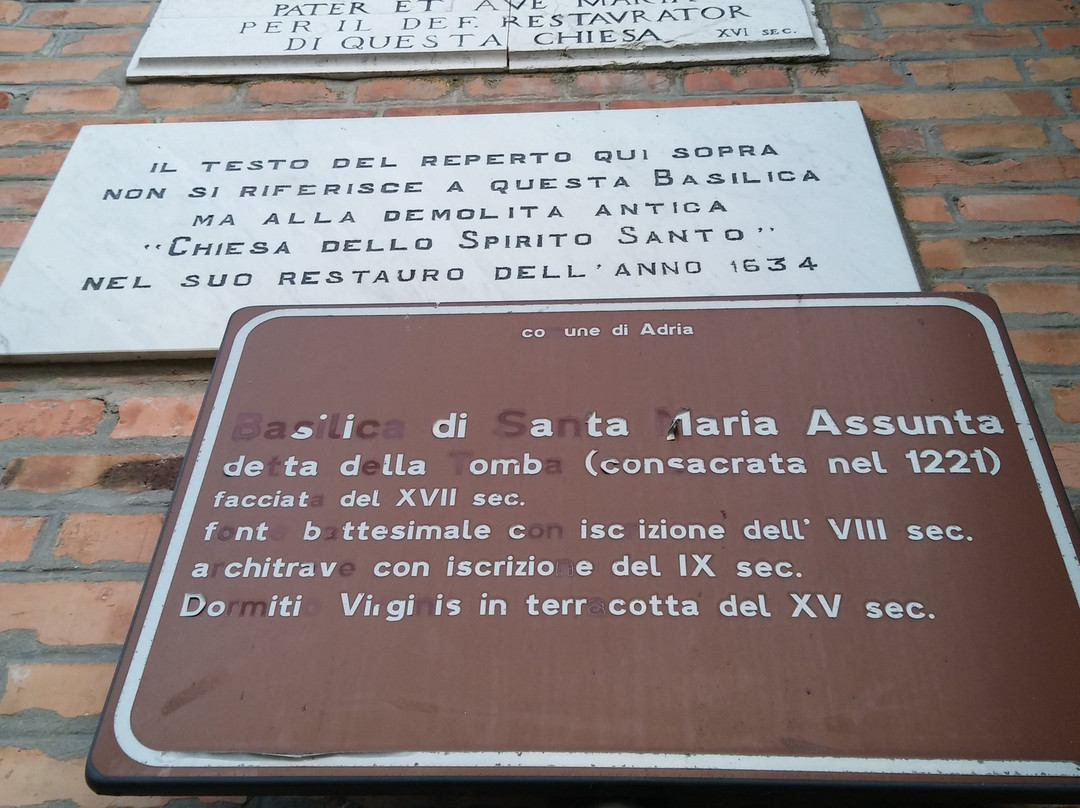 PATER ET AVE MARIA
PER IL DEF. RESTAVRATOR
DI QUESTA CHIESA XVI SEC.
IL TESTO DEL REPERTO QUI SOPRA
NON SI RIFERISCE A QUESTA BASILICA
MA ALLA DEMOLITA ANTICA
"CHIESA DELLO SPIRITO SANTO"
NEL SUO RESTAURO DELL'ANNO 1634
co une di Adria
Basilica di Santa Maria Assunta
detta della Tomba (consacrata nel 1221)
facciata del XVII sec.
fonte battesimale con isc izione dell' VIII sec.
architrave con iscrizione del IX sec.
Dormitio Virginis in terracotta del XV sec.